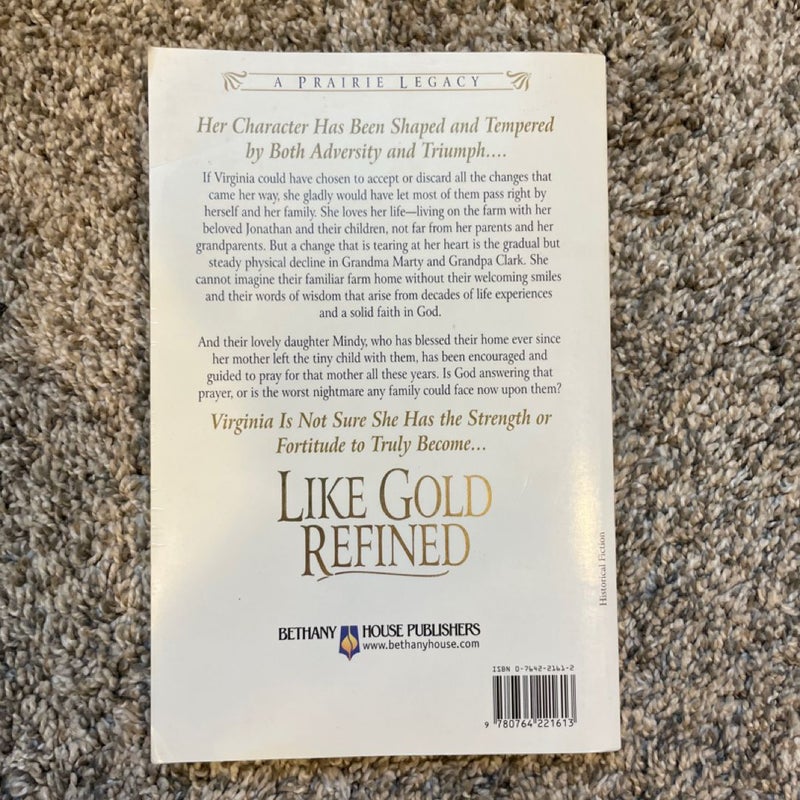 A PRAIRIE LEGACY
Her Character Has Been Shaped and Tempered
by Both Adversity and Triumph....
If Virginia could have chosen to accept or discard all the changes that
came her way, she gladly would have let most of them pass right by
herself and her family. She loves her life—living on the farm with her
beloved Jonathan and their children, not far from her parents and her
grandparents. But a change that is tearing at her heart is the gradual but
steady physical decline in Grandma Marty and Grandpa Clark. She
cannot imagine their familiar farm home without their welcoming smiles
and their words of wisdom that arise from decades of life experiences
and a solid faith in God.
And their lovely daughter Mindy, who has blessed their home ever since
her mother left the tiny child with them, has been encouraged and
guided to pray for that mother all these years. Is God answering that
prayer, or is the worst nightmare any family could face now upon them?
Virginia Is Not Sure She Has the Strength or
Fortitude to Truly Become...
LIKE GOLD
REFINED
Historical Fiction
BETHANY HOUSE PUBLISHERS
www.bethanyhouse.com
ISBN 0-7642-2161-2
9 780764 221613